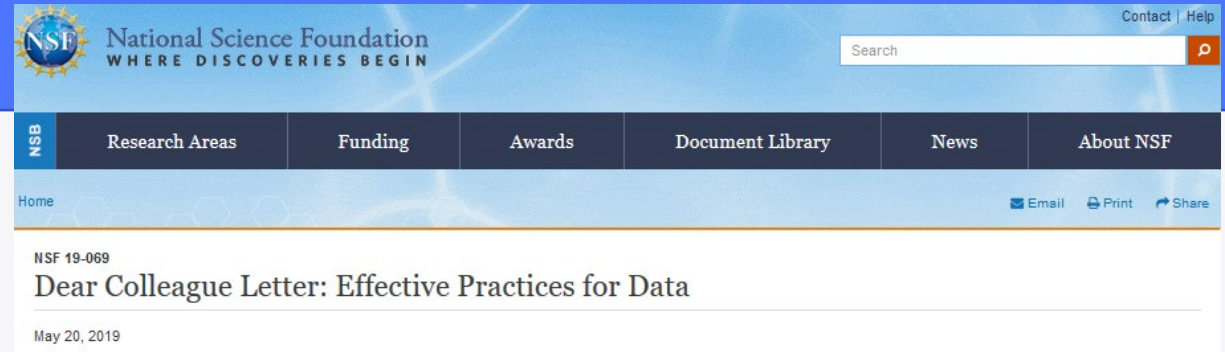 Contact | Help
NSF
National Science Foundation
WHERE DISCOVERIES BEGIN
Search
NSB
Research Areas
Funding
Awards
Document Library
News
About NSF
Home
Email
Print
Share
NSF 19-069
Dear Colleague Letter: Effective Practices for Data
May 20, 2019